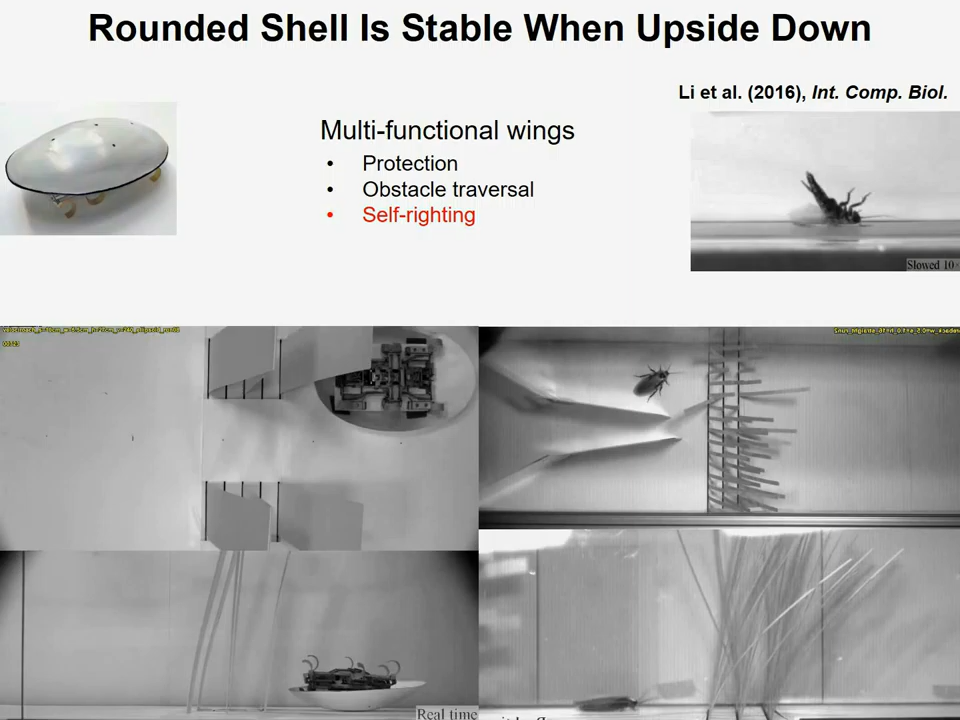 Rounded Shell Is Stable When Upside Down
Li et al. (2016), Int. Comp. Biol.
Multi-functional wings
• Protection
• Obstacle traversal
• Self-righting
Slowed 10
Real time